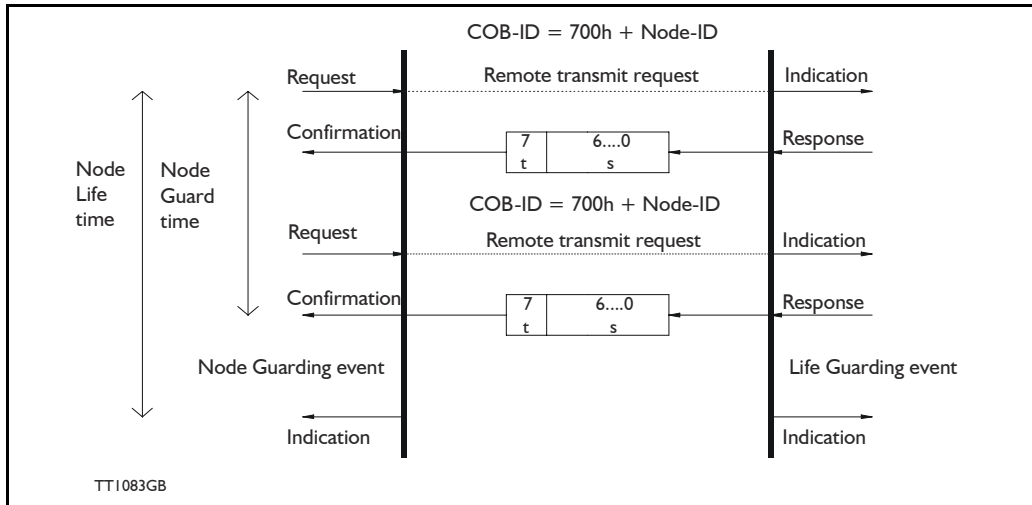 COB-ID = 700h + Node-ID
Request
Remote transmit request
Indication
Confirmation
7
6....0
Response
t
s
Node
Life
time
Node
Guard
time
COB-ID = 700h + Node-ID
Request
Remote transmit request
Indication
Confirmation
7
6....0
Response
t
s
Node Guarding event
Life Guarding event
Indication
Indication
TT1083GB